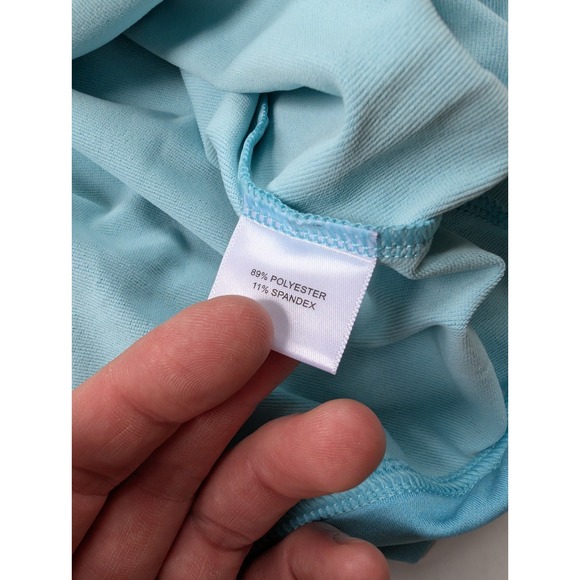 89% POLYESTER
11% SPANDEX